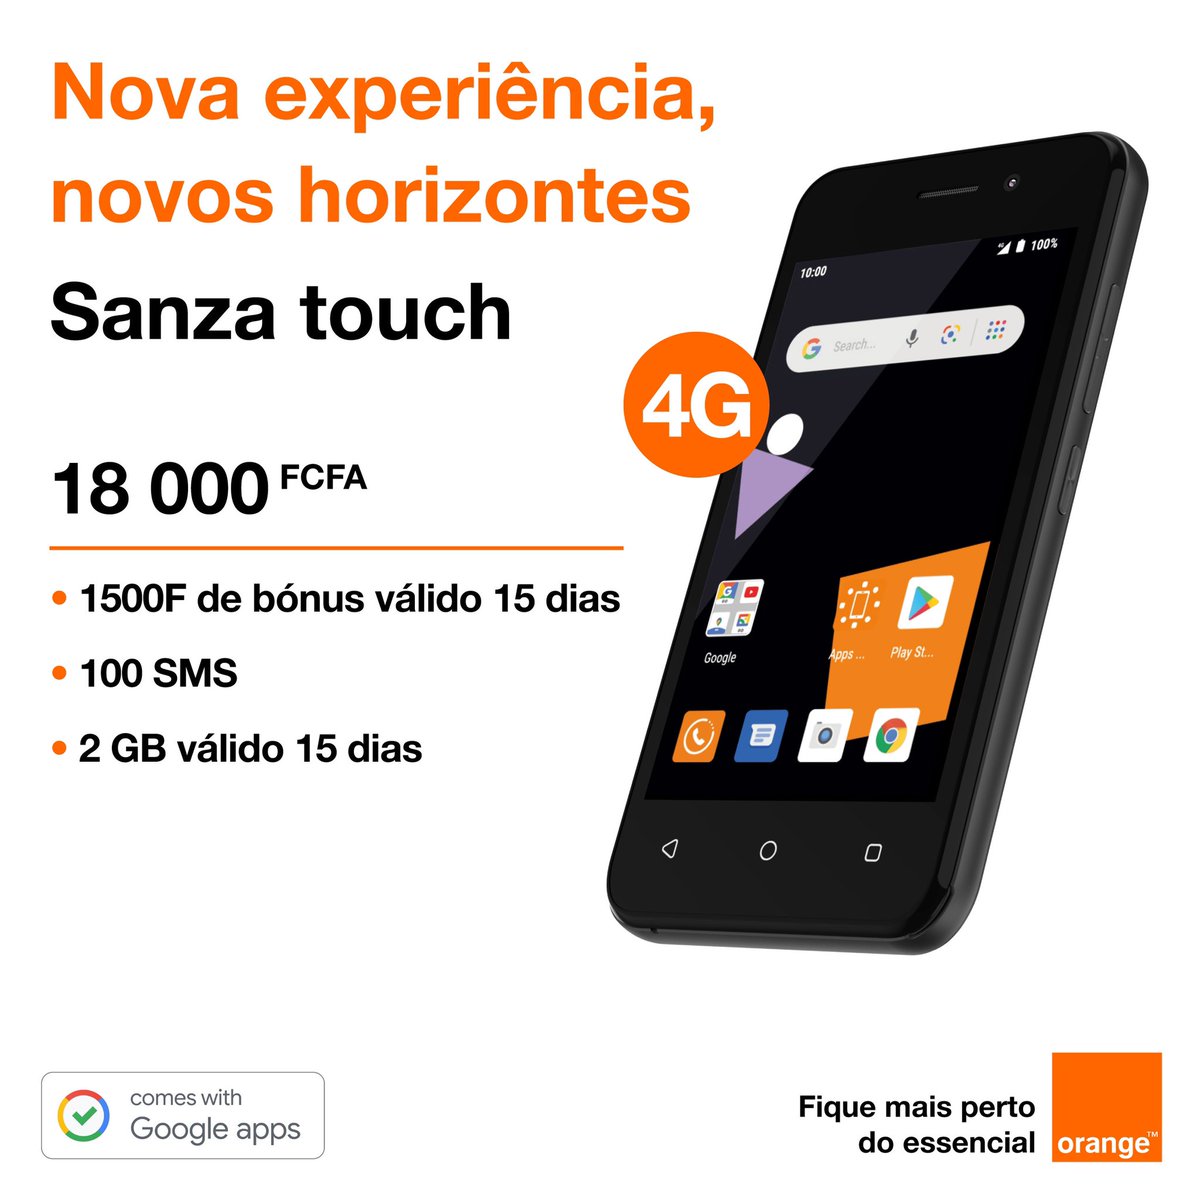 Nova experiência,
novos horizontes
Sanza touch
18 000 FCFA
• 1500F de bónus válido 15 dias
• 100 SMS
• 2 GB válido 15 dias
4G
10:00
4G 100%
Search...
Google
Apps ...
Play St...
comes with
Google apps
Fique mais perto
do essencial
orange™